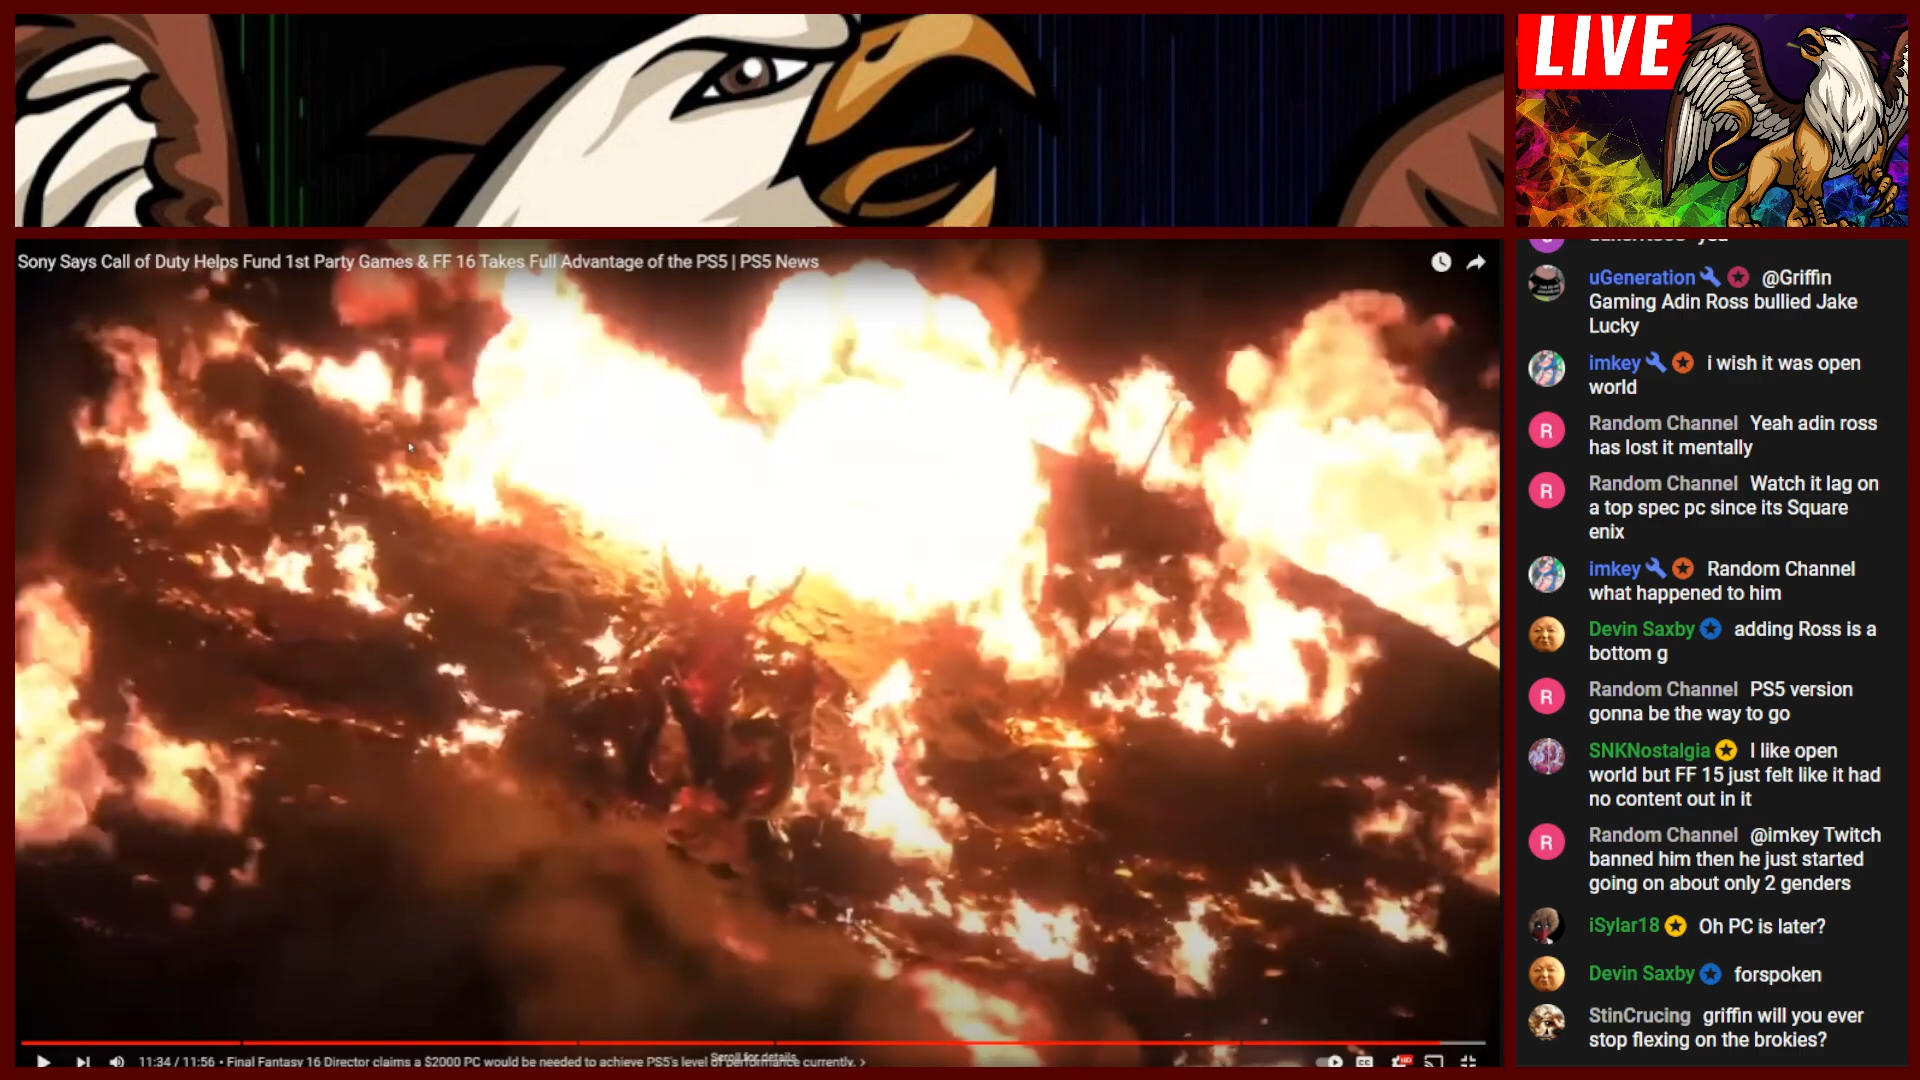 LIVE
Sony Says Call of Duty Helps Fund 1st Party Games & FF 16 Takes Full Advantage of the PS5 | PS5 News
uGeneration @Griffin
Gaming Adin Ross bullied Jake
Lucky
imkey i wish it was open
world
R
Random Channel Yeah adin ross
has lost it mentally
R
Random Channel Watch it lag on
a top spec pc since its Square
enix
imkey Random Channel
what happened to him
Devin Saxby adding Ross is a
bottom g
R
Random Channel PS5 version
gonna be the way to go
SNKNostalgia I like open
world but FF 15 just felt like it had
no content out in it
R
Random Channel @imkey Twitch
banned him then he just started
going on about only 2 genders
iSylar18 Oh PC is later?
Devin Saxby forspoken
StinCrucing griffin will you ever
stop flexing on the brokies?
Scroll for details
11:34 / 11:56 • Final Fantasy 16 Director claims a $2000 PC would be needed to achieve PS5's level of performance currently. >
CC
HD